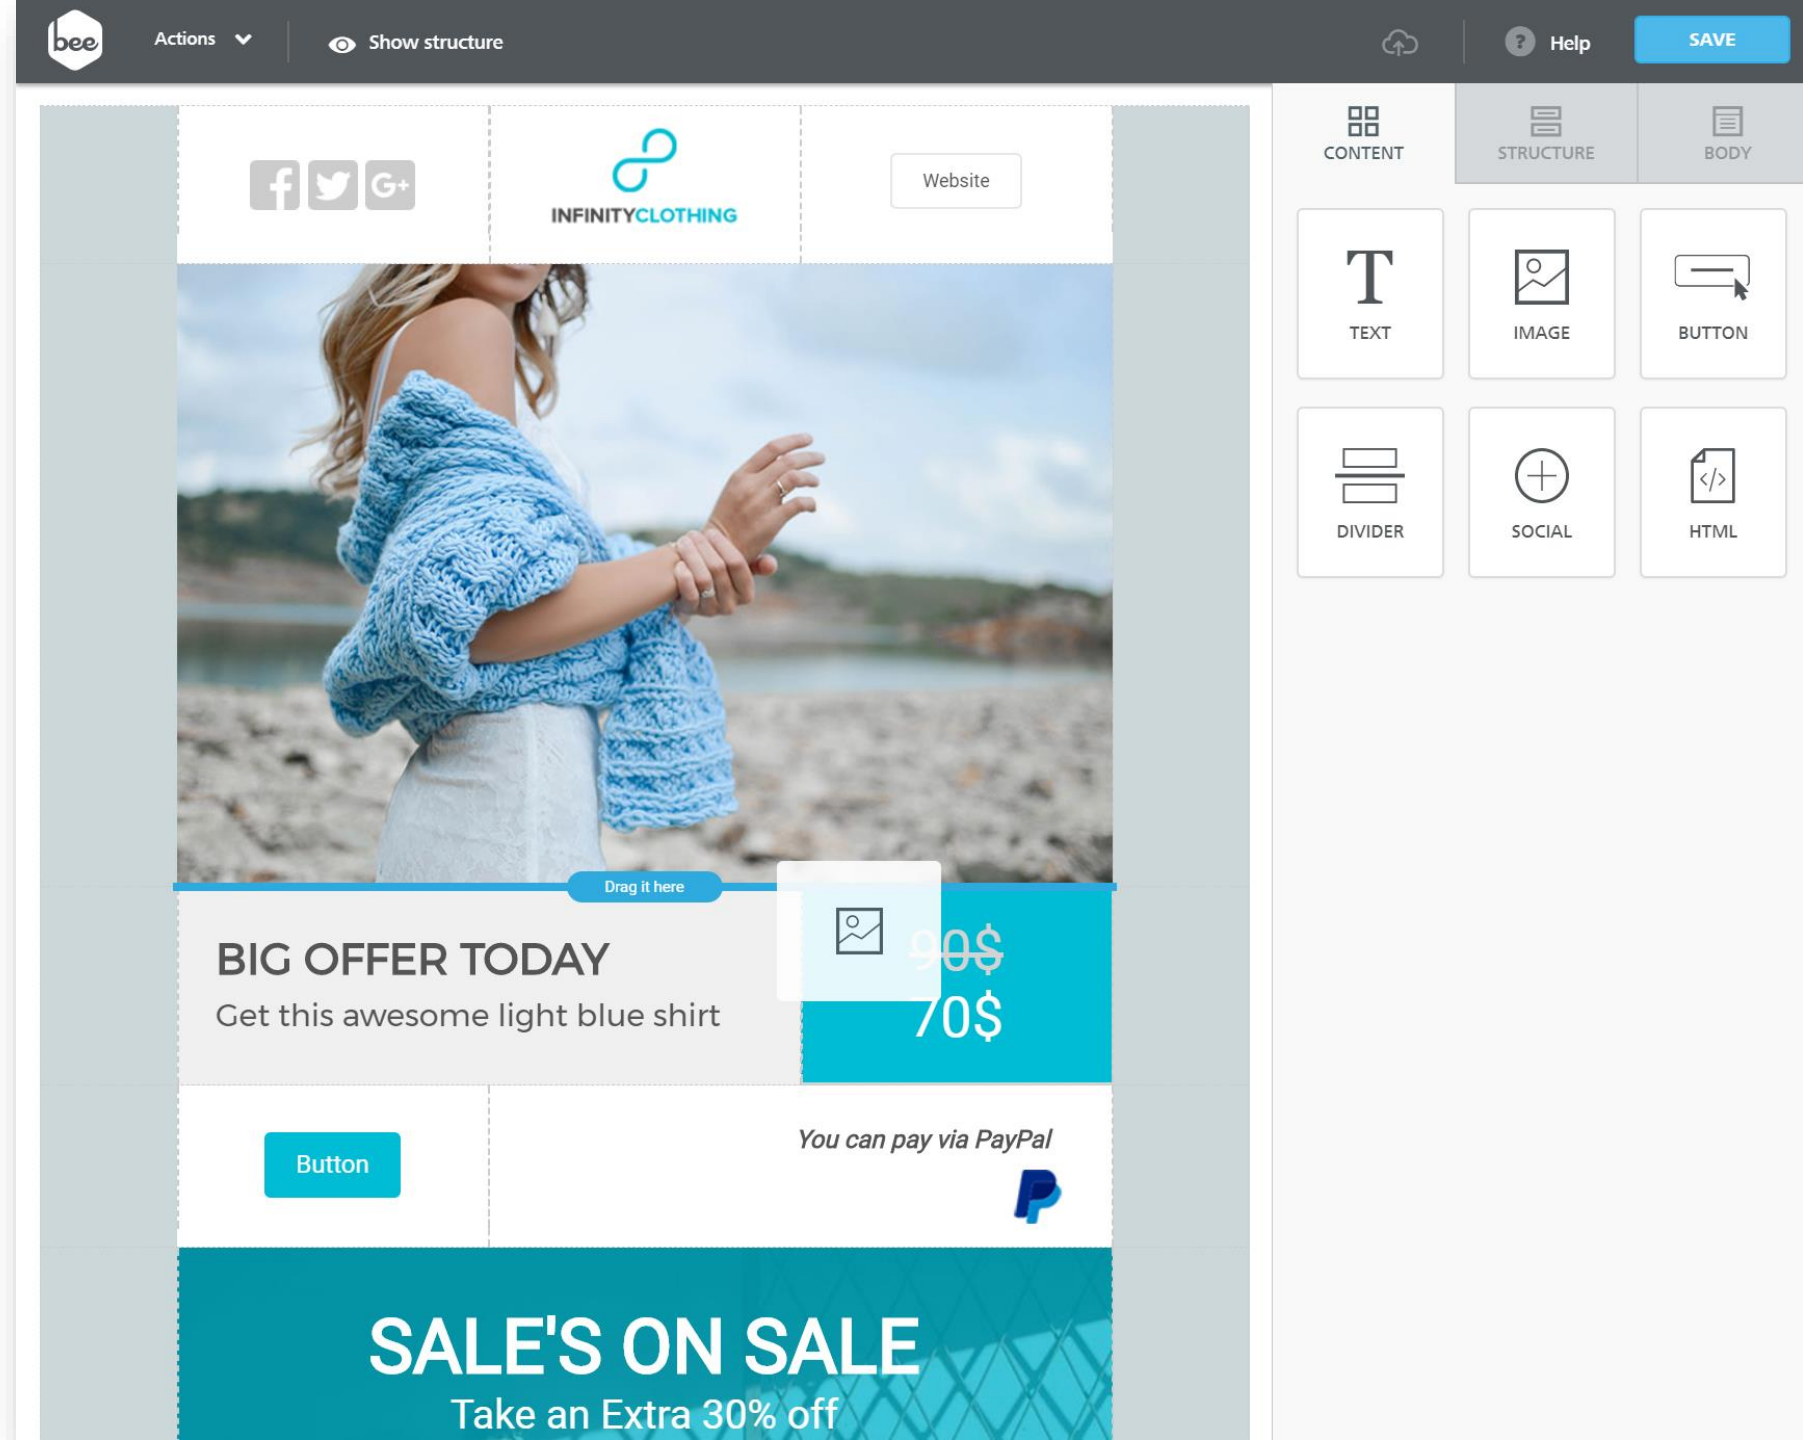 bee
Actions
Show structure
?
Help
SAVE
G+
INFINITYCLOTHING
Website
CONTENT
STRUCTURE
BODY
T
TEXT
IMAGE
BUTTON
DIVIDER
SOCIAL
</>
HTML
Drag it here
BIG OFFER TODAY
Get this awesome light blue shirt
90$
70$
Button
You can pay via PayPal
SALE'S ON SALE
Take an Extra 30% off